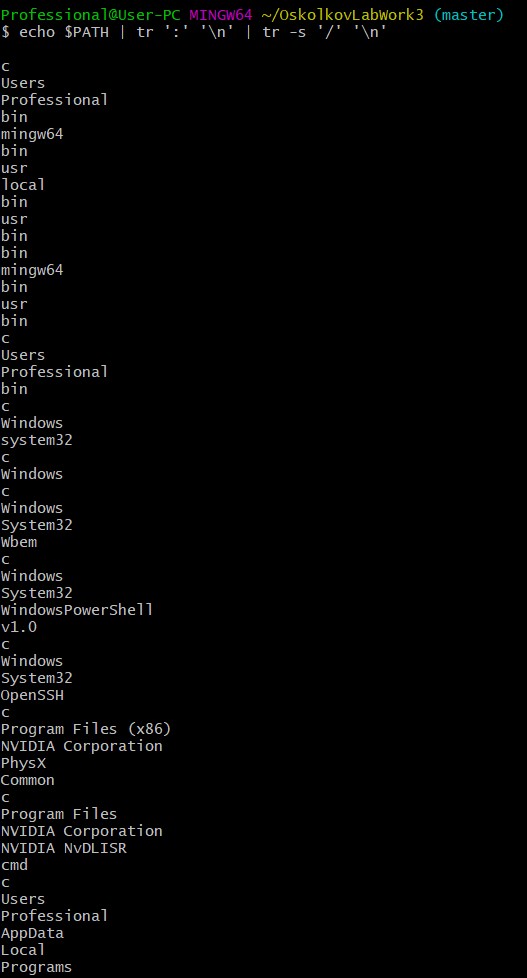 Professional@User-PC MINGW64 ~/OskolkovLabWork3 (master)
$ echo $PATH | tr ':' '\n' | tr -s '/' '\n'

c
Users
Professional
bin
mingw64
bin
usr
local
bin
usr
bin
bin
mingw64
bin
usr
bin
c
Users
Professional
bin
c
Windows
system32
c
Windows
c
Windows
System32
Wbem
c
Windows
System32
WindowsPowerShell
v1.0
c
Windows
System32
OpenSSH
c
Program Files (x86)
NVIDIA Corporation
PhysX
Common
c
Program Files
NVIDIA Corporation
NVIDIA NvDLISR
cmd
c
Users
Professional
AppData
Local
Programs